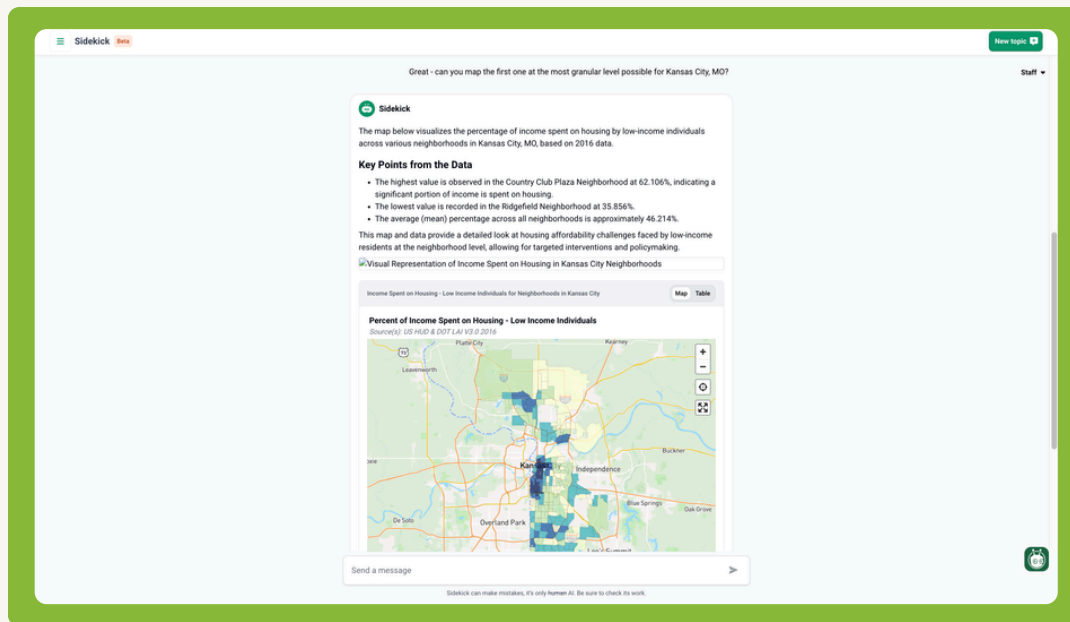 Sidekick Beta
New topic
Great - can you map the first one at the most granular level possible for Kansas City, MO?
Staff
Sidekick
The map below visualizes the percentage of income spent on housing by low-income individuals
across various neighborhoods in Kansas City, MO, based on 2016 data.
Key Points from the Data
• The highest value is observed in the Country Club Plaza Neighborhood at 62.106%, indicating a
significant portion of income is spent on housing.
• The lowest value is recorded in the Ridgefield Neighborhood at 35.856%.
• The average (mean) percentage across all neighborhoods is approximately 46.214%.
This map and data provide a detailed look at housing affordability challenges faced by low-income
residents at the neighborhood level, allowing for targeted interventions and policymaking.
Visual Representation of Income Spent on Housing in Kansas City Neighborhoods
Income Spent on Housing - Low Income Individuals for Neighborhoods in Kansas City
Map Table
Percent of Income Spent on Housing - Low Income Individuals
Source(s): US HUD & DOT LAI V3.0 2016
Platte City
Kearney
Leavenworth
Buckner
Independence
Blue Springs
Oak Grove
De Soto
Overland Park
Lee's Summit
Send a message
Sidekick can make mistakes, it's only human AI. Be sure to check its work.